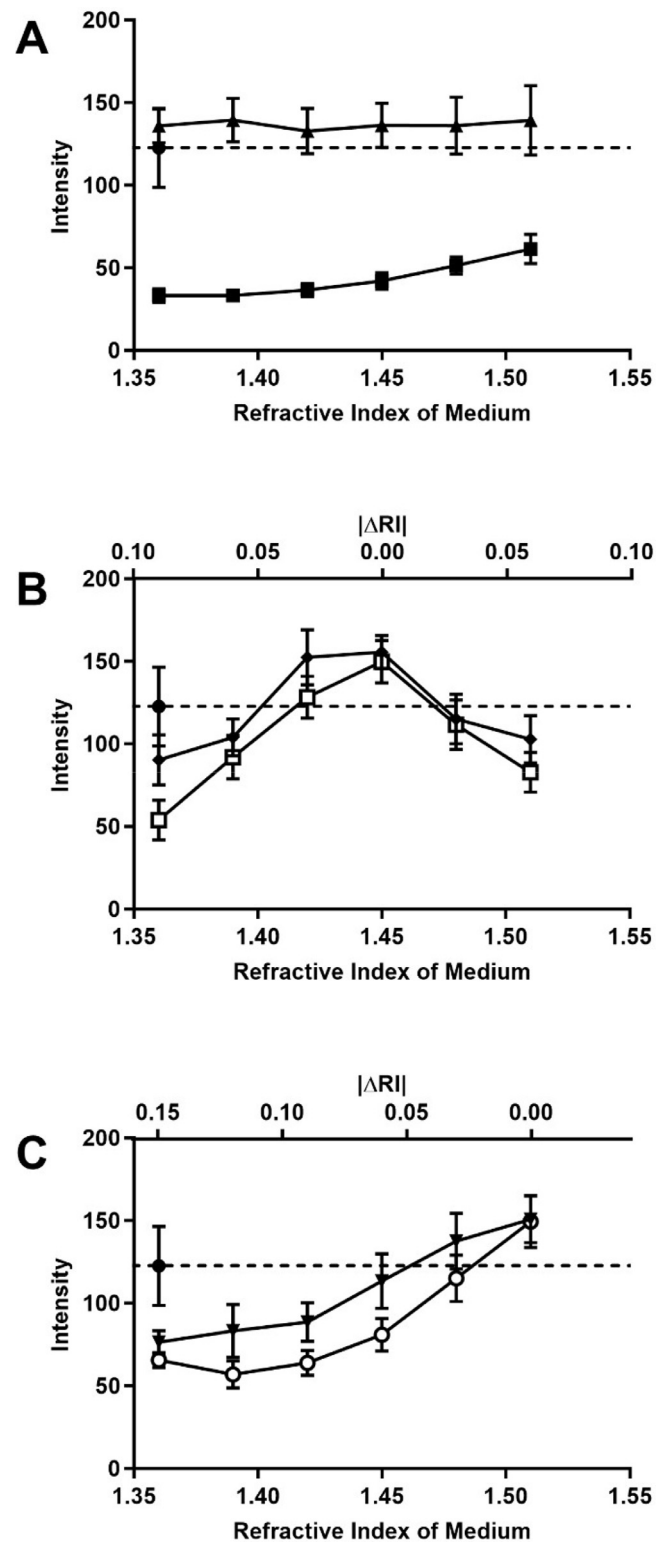 A
200
150
100
50
0
Intensity
1.35 1.40 1.45 1.50 1.55
Refractive Index of Medium
B
|ΔRI|
0.10 0.05 0.00 0.05 0.10
200
150
100
50
0
Intensity
1.35 1.40 1.45 1.50 1.55
Refractive Index of Medium
C
|ΔRI|
0.15 0.10 0.05 0.00
200
150
100
50
0
Intensity
1.35 1.40 1.45 1.50 1.55
Refractive Index of Medium